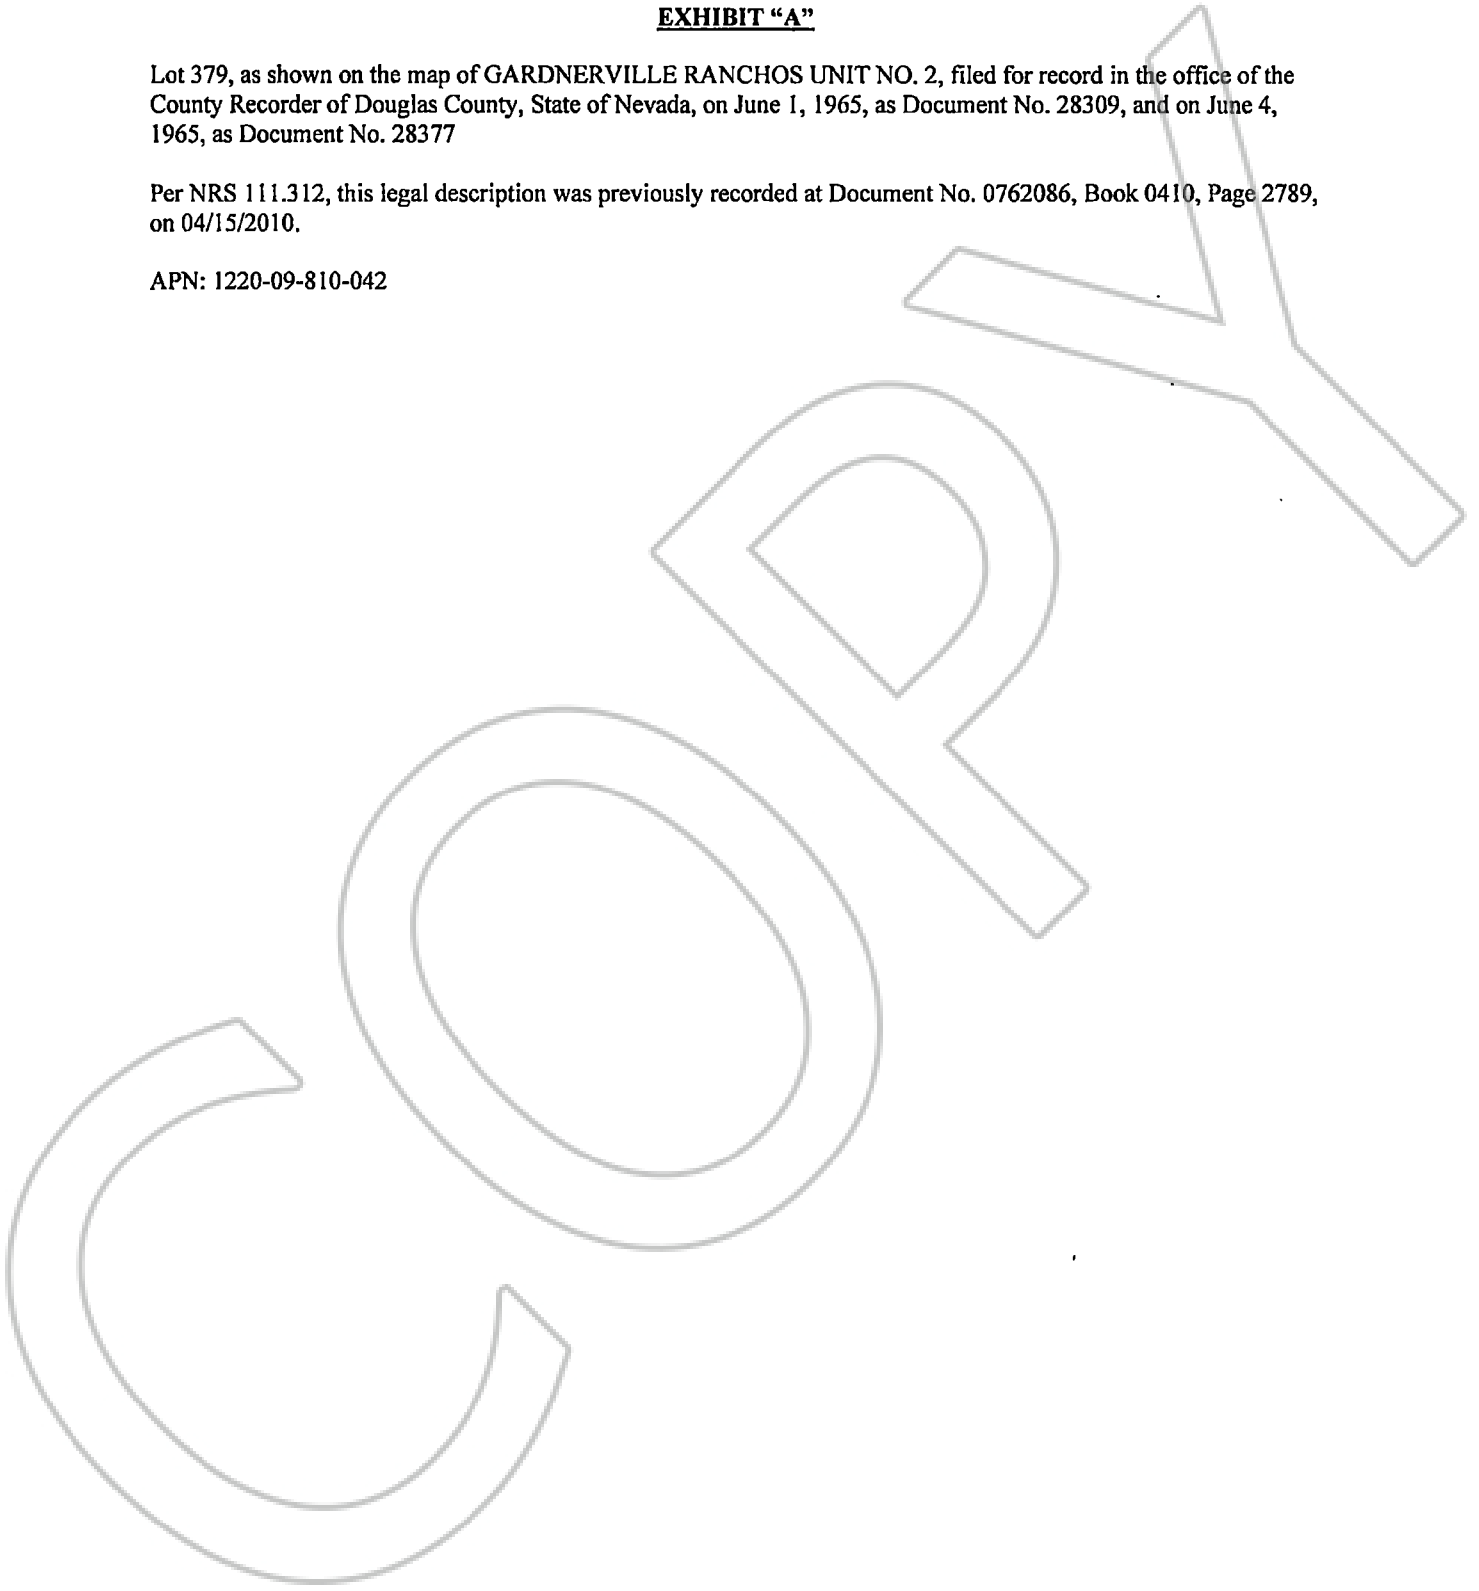 EXHIBIT “A”
Lot 379, as shown on the map of GARDNERVILLE RANCHOS UNIT NO. 2, filed for record in the office of the
County Recorder of Douglas County, State of Nevada, on June 1, 1965, as Document No. 28309, and on June 4,
1965, as Document No. 28377
Per NRS 111.312, this legal description was previously recorded at Document No. 0762086, Book 0410, Page 2789,
on 04/15/2010.
APN: 1220-09-810-042
COPY